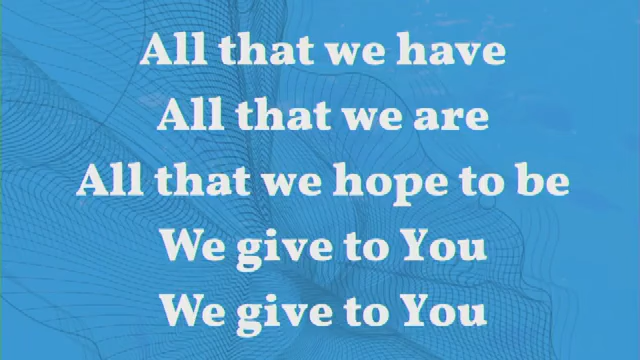 All that we have
All that we are
All that we hope to be
We give to You
We give to You